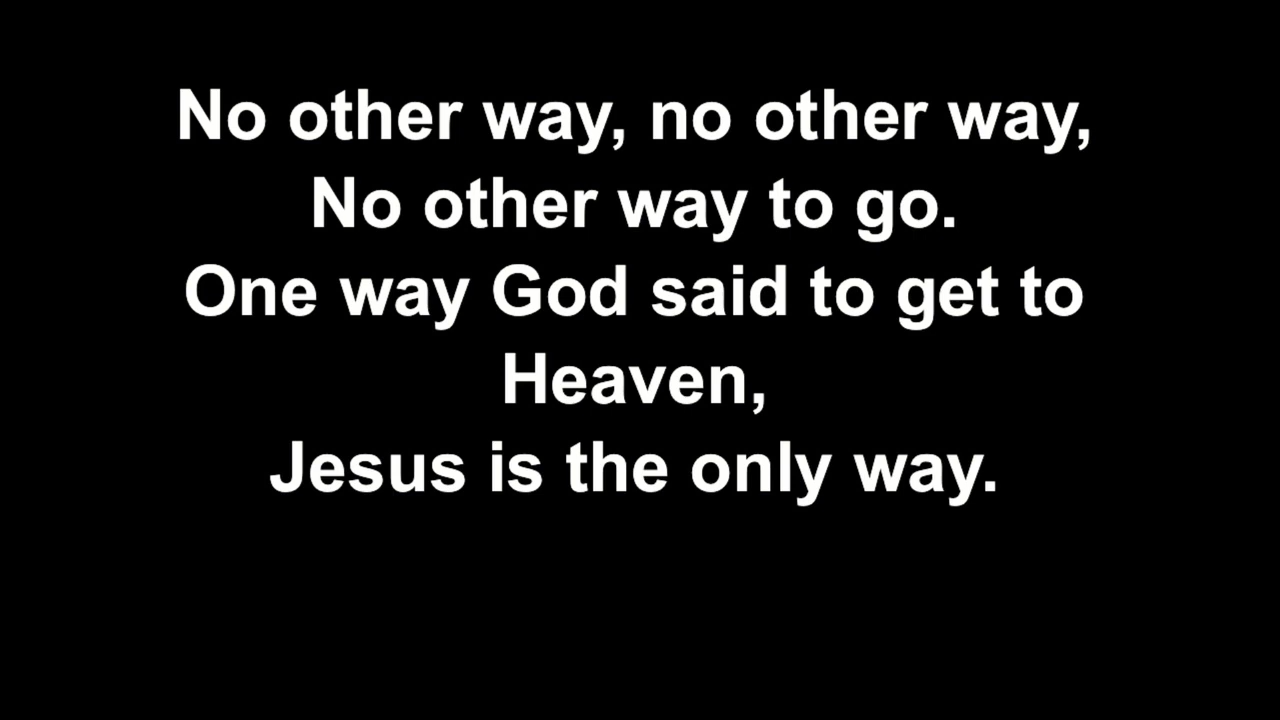 No other way, no other way,
No other way to go.
One way God said to get to
Heaven,
Jesus is the only way.